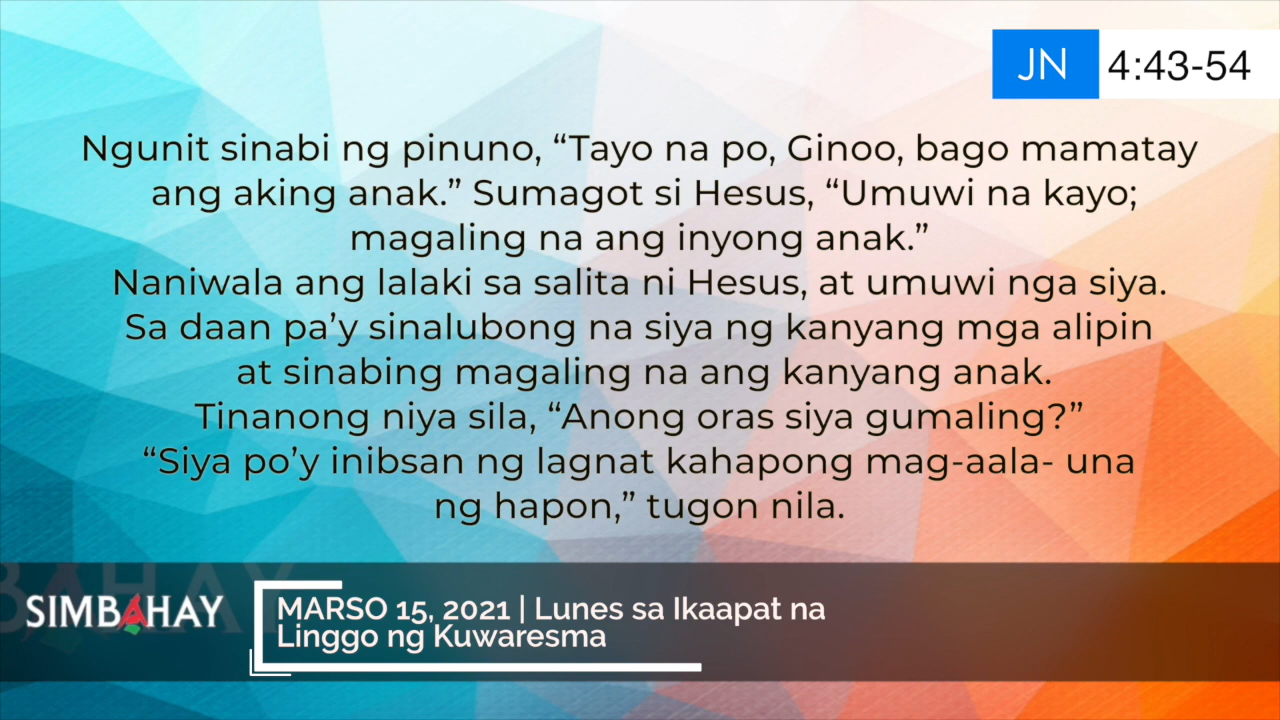 JN 4:43-54
Ngunit sinabi ng pinuno, “Tayo na po, Ginoo, bago mamatay
ang aking anak.” Sumagot si Hesus, “Umuwi na kayo;
magaling na ang inyong anak.”
Naniwala ang lalaki sa salita ni Hesus, at umuwi nga siya.
Sa daan pa’y sinalubong na siya ng kanyang mga alipin
at sinabing magaling na ang kanyang anak.
Tinanong niya sila, “Anong oras siya gumaling?”
“Siya po’y inibsan ng lagnat kahapong mag-aala- una
ng hapon,” tugon nila.
SIMBAHAY
MARSO 15, 2021 | Lunes sa Ikaapat na
Linggo ng Kuwaresma